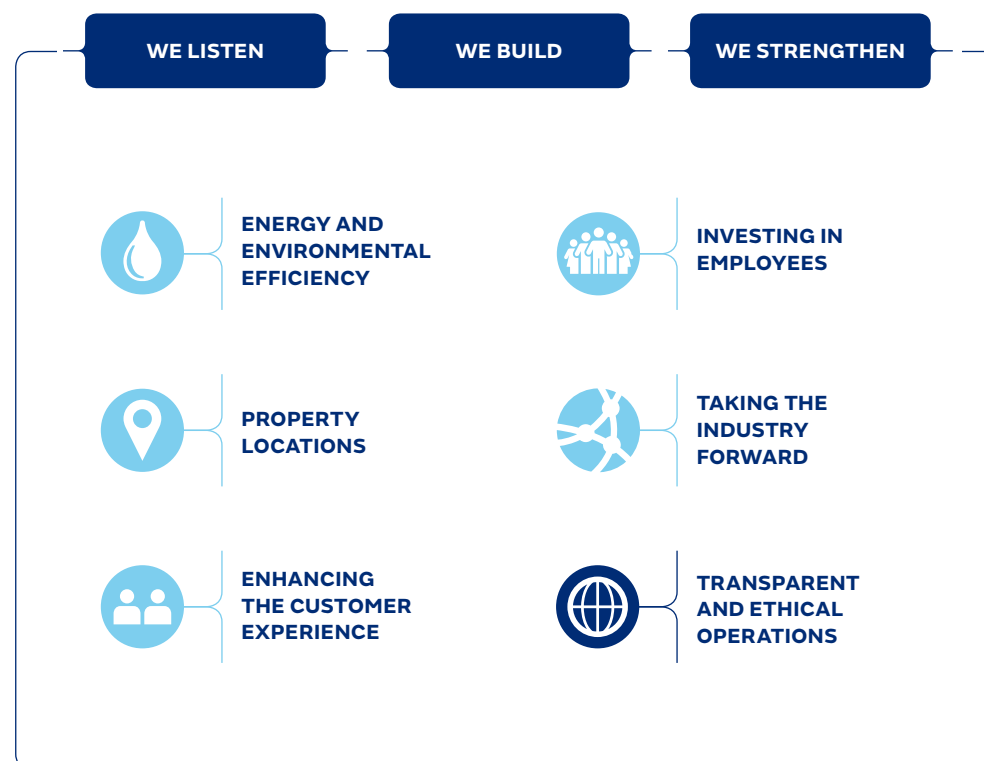 WE LISTEN
WE BUILD
WE STRENGTHEN
ENERGY AND
ENVIRONMENTAL
EFFICIENCY
INVESTING IN
EMPLOYEES
PROPERTY
LOCATIONS
TAKING THE
INDUSTRY
FORWARD
ENHANCING
THE CUSTOMER
EXPERIENCE
TRANSPARENT
AND ETHICAL
OPERATIONS